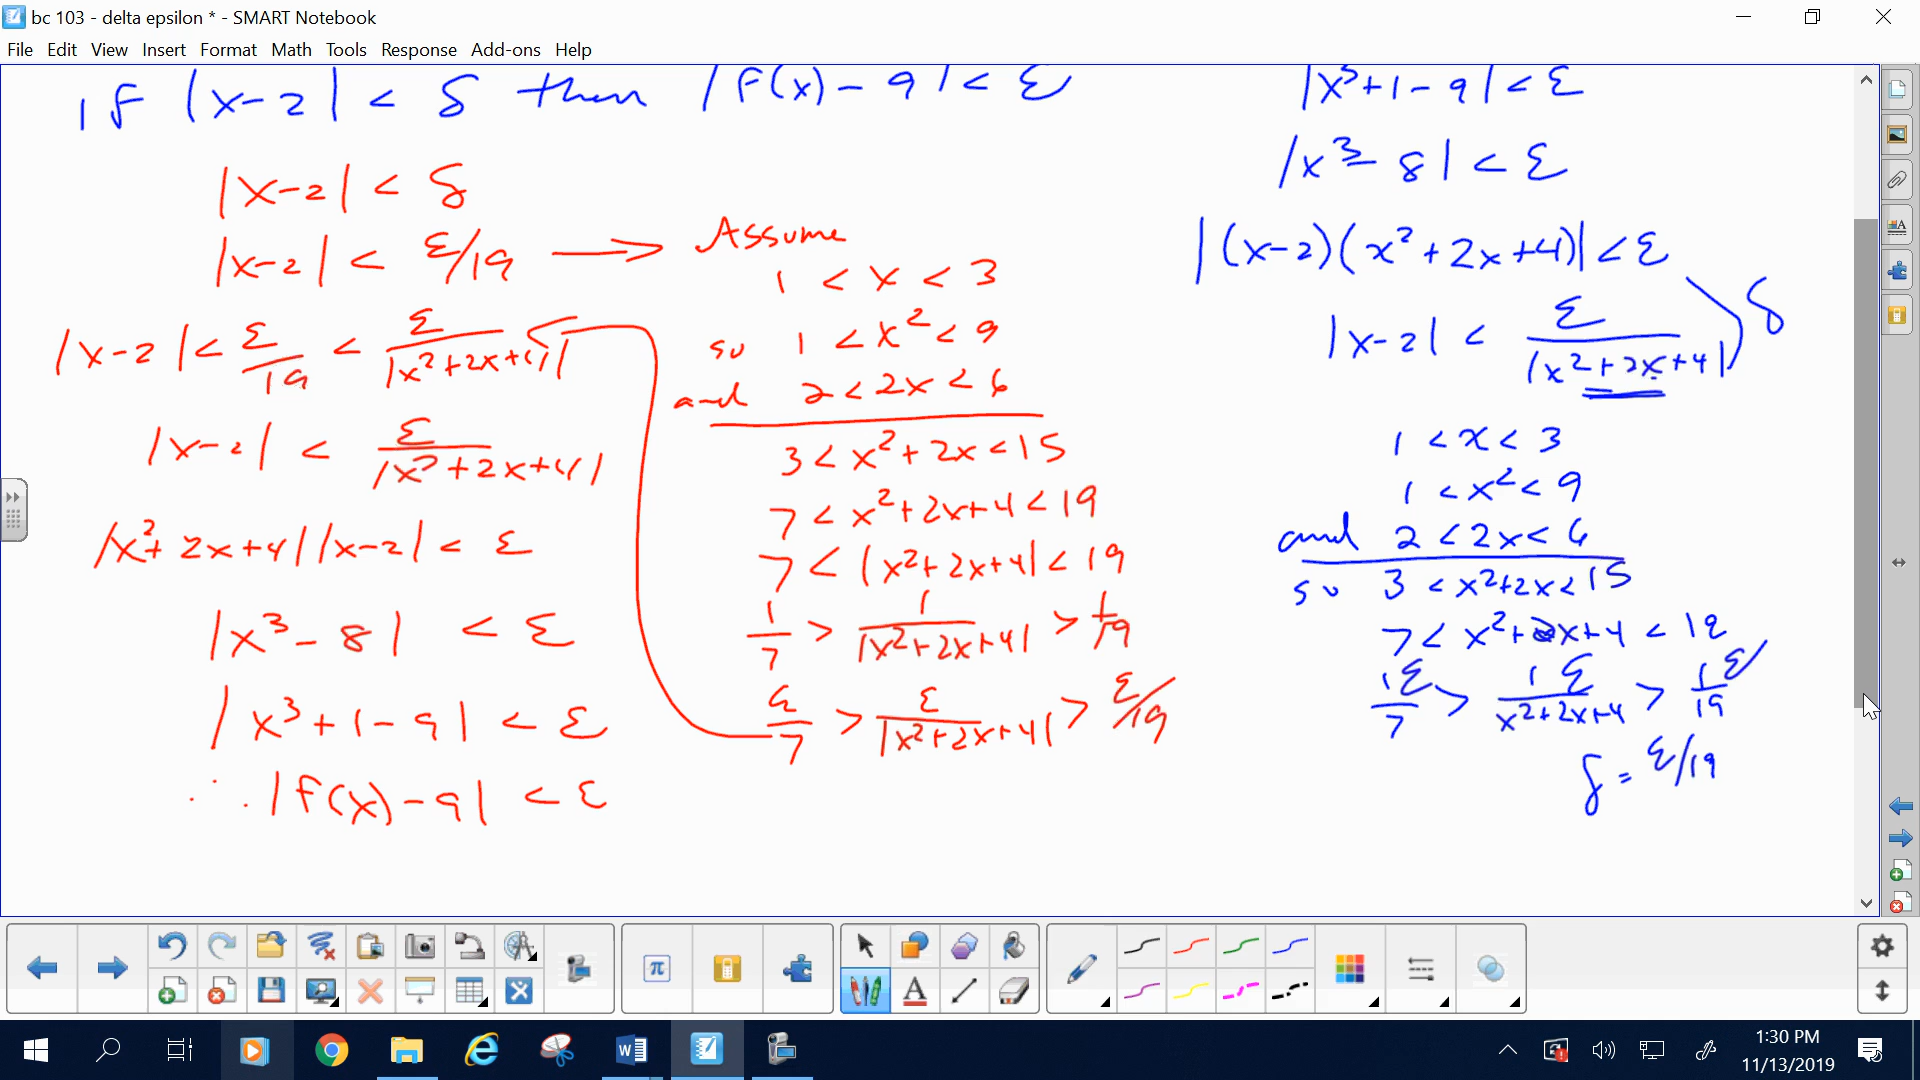 bc 103 - delta epsilon * - SMART Notebook
File Edit View Insert Format Math Tools Response Add-ons Help
if |x-2| < δ then |f(x) - 9| < ε
|x-2| < δ
|x-2| < ε/19 → Assume
1 < x < 3
so 1 < x² < 9
and 2 < 2x < 6
3 < x² + 2x < 15
7 < x² + 2x + 4 < 19
7 < |x² + 2x + 4| < 19
1/7 > 1/|x² + 2x + 4| > 1/19
ε/7 > ε/|x² + 2x + 4| > ε/19
|x-2| < ε/19 < ε/|x² + 2x + 4|
|x-2| < ε/|x² + 2x + 4|
|x² + 2x + 4||x-2| < ε
|x³ - 8| < ε
|x³ + 1 - 9| < ε
∴ |f(x) - 9| < ε
|x³ + 1 - 9| < ε
|x³ - 8| < ε
|(x-2)(x² + 2x + 4)| < ε
|x-2| < ε/|x² + 2x + 4| δ
1 < x < 3
1 < x² < 9
and 2 < 2x < 6
so 3 < x² + 2x < 15
7 < x² + 2x + 4 < 19
1ε/7 > 1ε/x² + 2x + 4 > 1ε/19
δ = ε/19
π
A
1:30 PM
11/13/2019